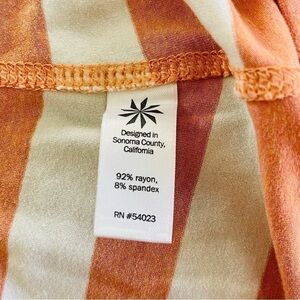 Designed in
Sonoma County,
California
92% rayon,
8% spandex
RN #54023